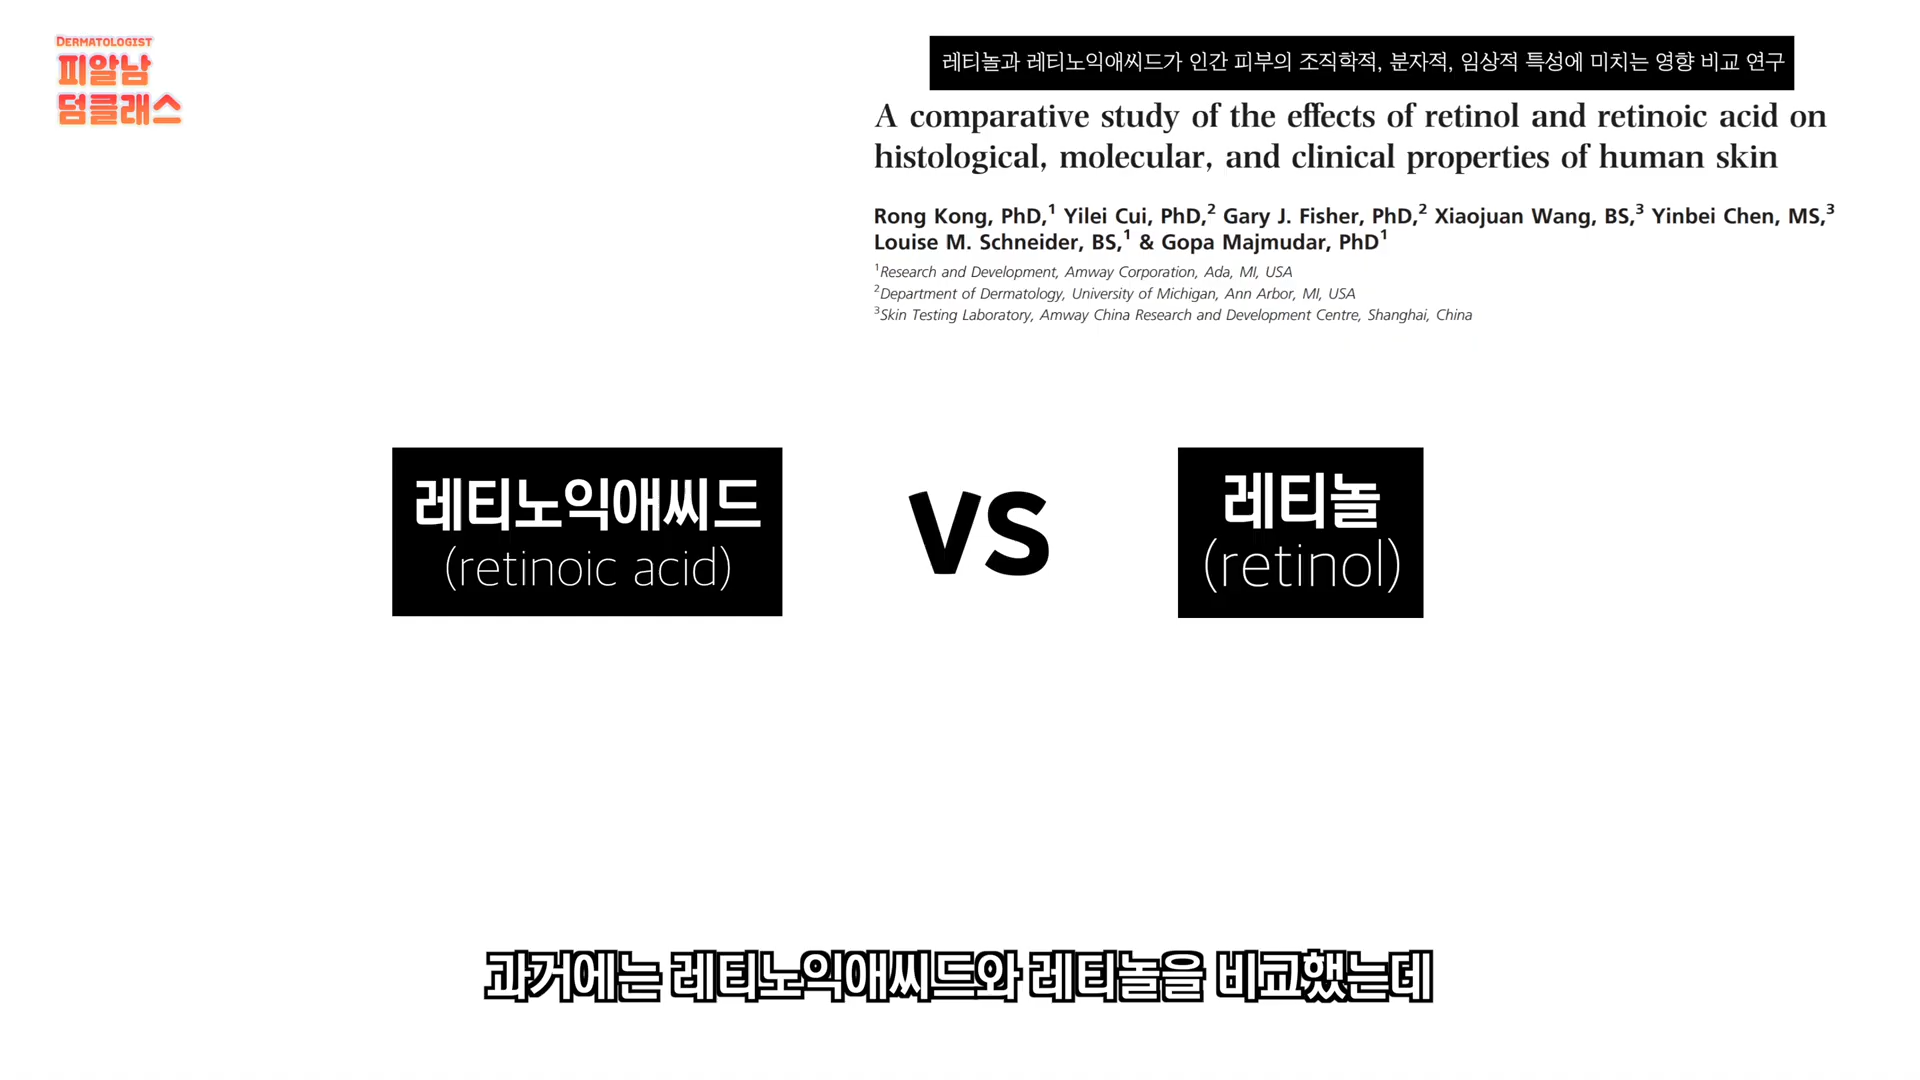 DERMATOLOGIST
피알남
덤클래스
레티놀과 레티노익애씨드가 인간 피부의 조직학적, 분자적, 임상적 특성에 미치는 영향 비교 연구
A comparative study of the effects of retinol and retinoic acid on
histological, molecular, and clinical properties of human skin
Rong Kong, PhD,¹ Yilei Cui, PhD,² Gary J. Fisher, PhD,² Xiaojuan Wang, BS,³ Yinbei Chen, MS,³
Louise M. Schneider, BS,¹ & Gopa Majmudar, PhD¹
¹Research and Development, Amway Corporation, Ada, MI, USA
²Department of Dermatology, University of Michigan, Ann Arbor, MI, USA
³Skin Testing Laboratory, Amway China Research and Development Centre, Shanghai, China
레티노익애씨드
(retinoic acid)
VS
레티놀
(retinol)
과거에는 레티노익애씨드와 레티놀을 비교했는데